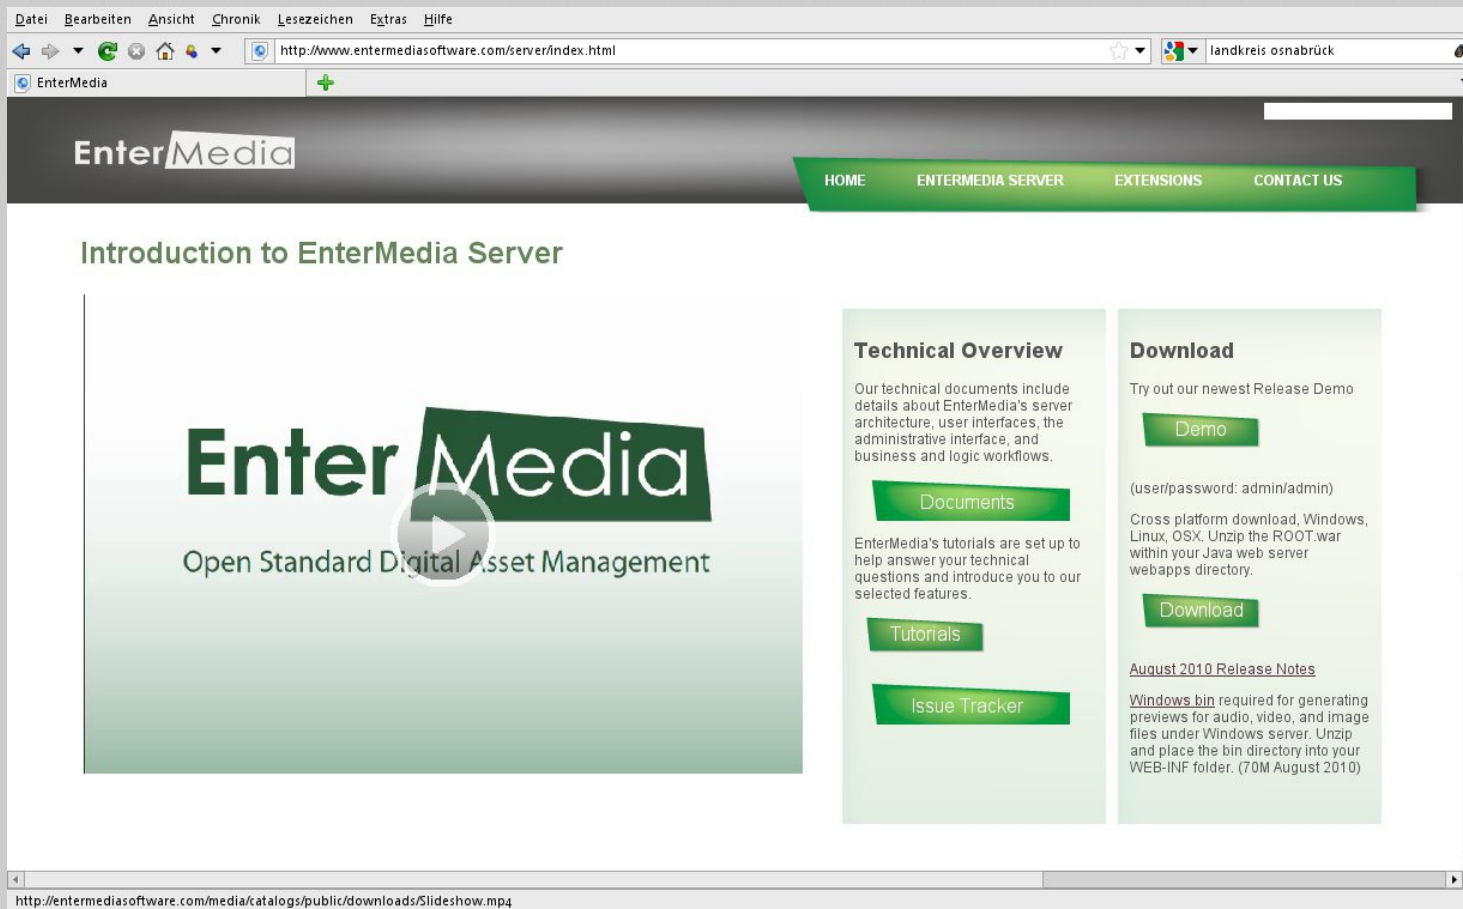 Datei Bearbeiten Ansicht Chronik Lesezeichen Extras Hilfe
http://www.entermediasoftware.com/server/index.html
landkreis osnabrück
EnterMedia
EnterMedia
HOME ENTERMEDIA SERVER EXTENSIONS CONTACT US
Introduction to EnterMedia Server
Enter Media
Open Standard Digital Asset Management
Technical Overview
Our technical documents include
details about EnterMedia's server
architecture, user interfaces, the
administrative interface, and
business and logic workflows.
Documents
EnterMedia's tutorials are set up to
help answer your technical
questions and introduce you to our
selected features.
Tutorials
Issue Tracker
Download
Try out our newest Release Demo
Demo
(user/password: admin/admin)
Cross platform download, Windows,
Linux, OSX. Unzip the ROOT.war
within your Java web server
webapps directory.
Download
August 2010 Release Notes
Windows bin required for generating
previews for audio, video, and image
files under Windows server. Unzip
and place the bin directory into your
WEB-INF folder. (70M August 2010)
http://entermediasoftware.com/media/catalogs/public/downloads/Slideshow.mp4